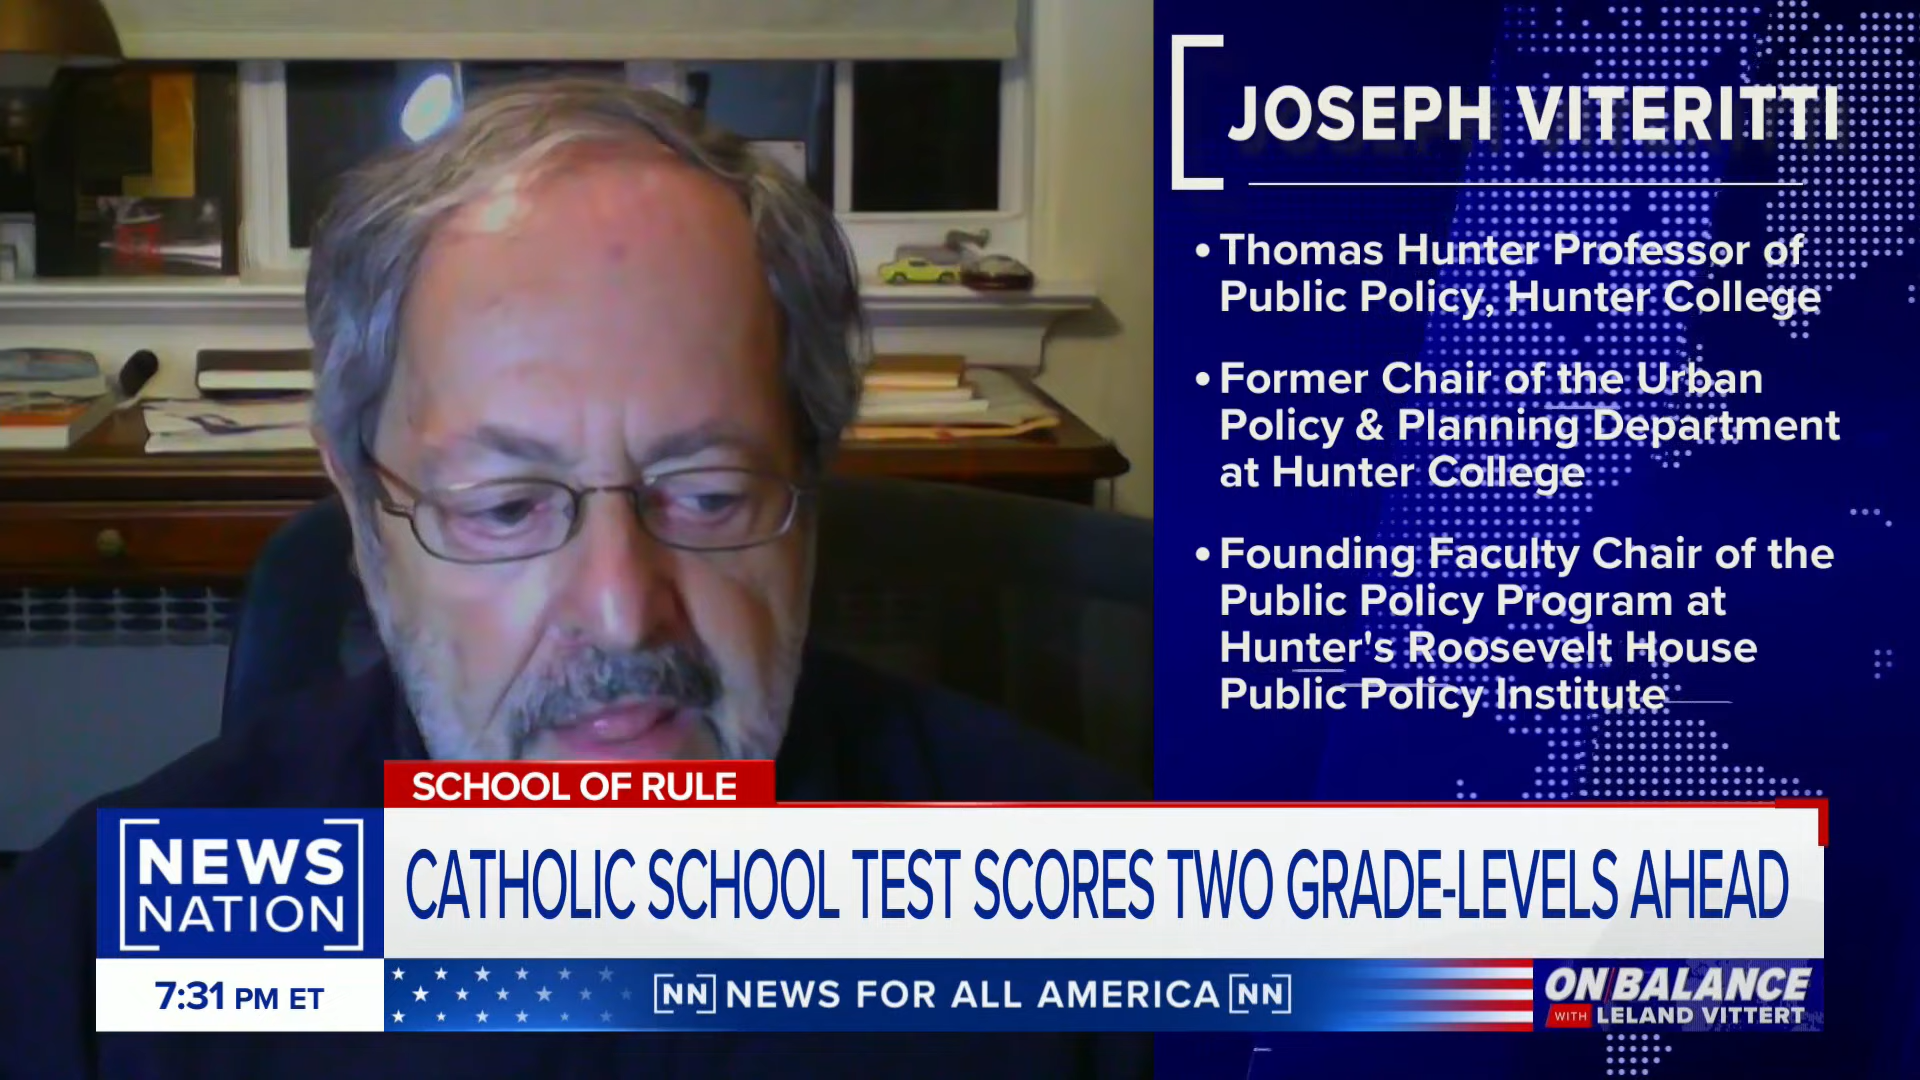 JOSEPH VITERITTI
• Thomas Hunter Professor of
Public Policy, Hunter College
• Former Chair of the Urban
Policy & Planning Department
at Hunter College
• Founding Faculty Chair of the
Public Policy Program at
Hunter's Roosevelt House
Public Policy Institute
SCHOOL OF RULE
NEWS
NATION
CATHOLIC SCHOOL TEST SCORES TWO GRADE-LEVELS AHEAD
7:31 PM ET
NN NEWS FOR ALL AMERICA NN
ON BALANCE
WITH LELAND VITTERT